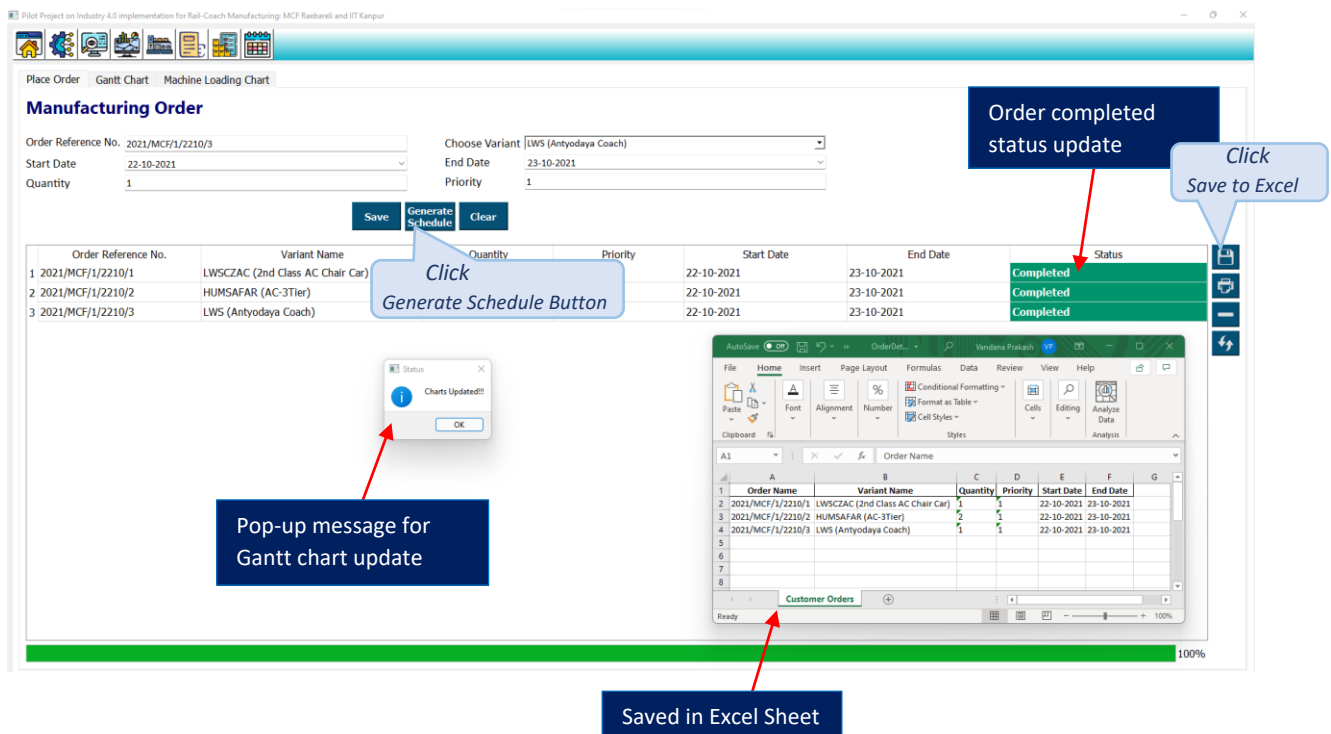 Pilot Project on Industry 4.0 implementation for Rail-Coach Manufacturing: MCF Raebareli and IIT Kanpur
Place Order Gantt Chart Machine Loading Chart
Manufacturing Order
Order Reference No. 2021/MCF/1/2210/3 Choose Variant LWS (Antyodaya Coach)
Start Date 22-10-2021 End Date 23-10-2021
Quantity 1 Priority 1
Order completed
status update
Click
Save to Excel
Save Generate Schedule Clear
Order Reference No. Variant Name Quantity Priority Start Date End Date Status
1 2021/MCF/1/2210/1 LWSCZAC (2nd Class AC Chair Car) 22-10-2021 23-10-2021 Completed
2 2021/MCF/1/2210/2 HUMSAFAR (AC-3Tier) 22-10-2021 23-10-2021 Completed
3 2021/MCF/1/2210/3 LWS (Antyodaya Coach) 22-10-2021 23-10-2021 Completed
Click
Generate Schedule Button
Status
Charts Updated!!!
OK
Pop-up message for
Gantt chart update
AutoSave Off OrderDet... Vandana Prakash VP
File Home Insert Page Layout Formulas Data Review View Help
Paste Font Alignment Number Conditional Formatting Format as Table Cell Styles Cells Editing Analyze Data
Clipboard Styles Analysis
A1 fx Order Name
A B C D E F G
1 Order Name Variant Name Quantity Priority Start Date End Date
2 2021/MCF/1/2210/1 LWSCZAC (2nd Class AC Chair Car) 1 1 22-10-2021 23-10-2021
3 2021/MCF/1/2210/2 HUMSAFAR (AC-3Tier) 2 1 22-10-2021 23-10-2021
4 2021/MCF/1/2210/3 LWS (Antyodaya Coach) 1 1 22-10-2021 23-10-2021
5
6
7
8
Customer Orders
Ready 100%
100%
Saved in Excel Sheet